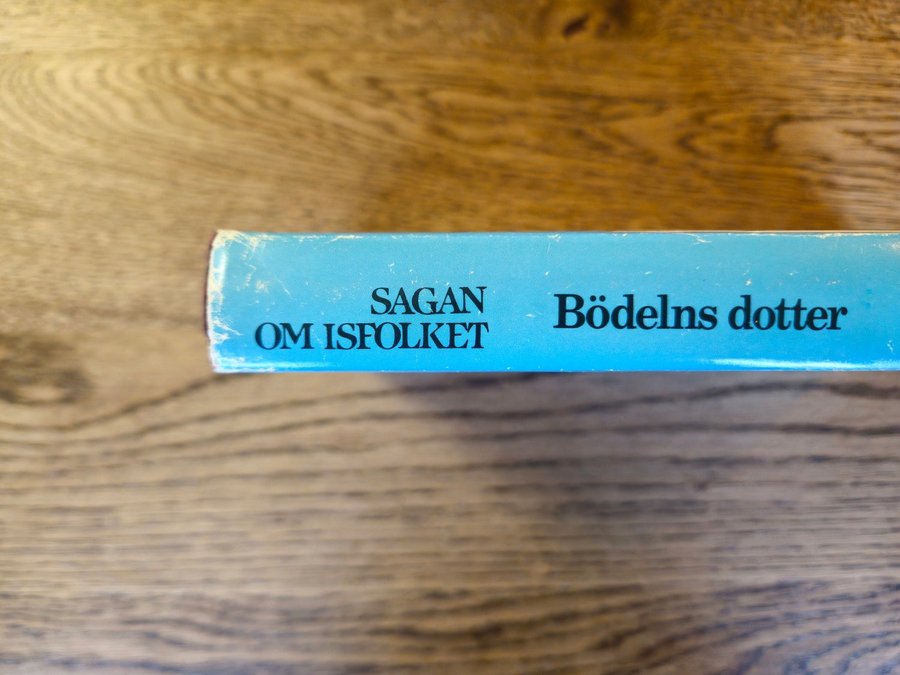 SAGAN
OM ISFOLKET
Bödelns dotter